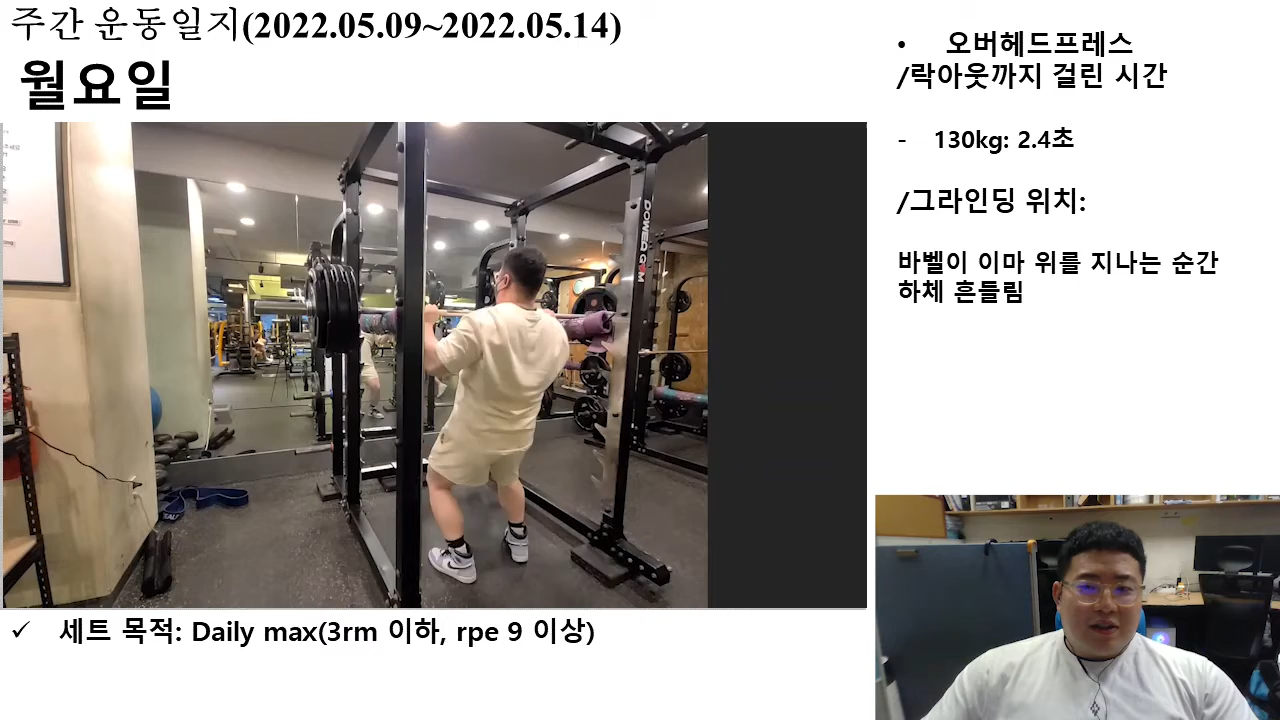 주간 운동일지(2022.05.09~2022.05.14)
월요일
• 오버헤드프레스
/락아웃까지 걸린 시간
- 130kg: 2.4초
/그라인딩 위치:
바벨이 이마 위를 지나는 순간
하체 흔들림
POWER GYM
✓ 세트 목적: Daily max(3rm 이하, rpe 9 이상)